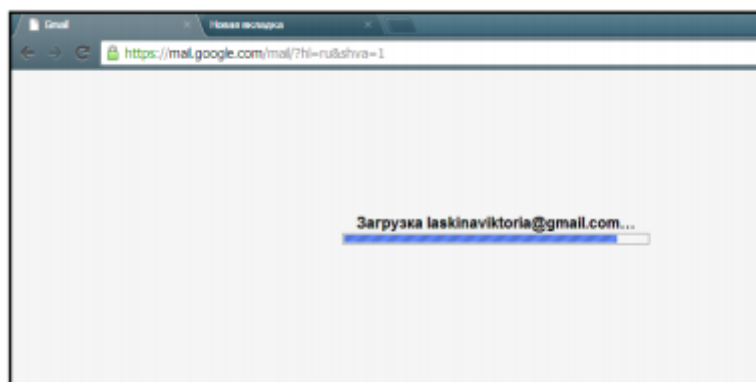 Gmail
Новая вкладка
https://mail.google.com/mail/?hl=ru&shva=1
Загрузка laskinaviktoria@gmail.com...